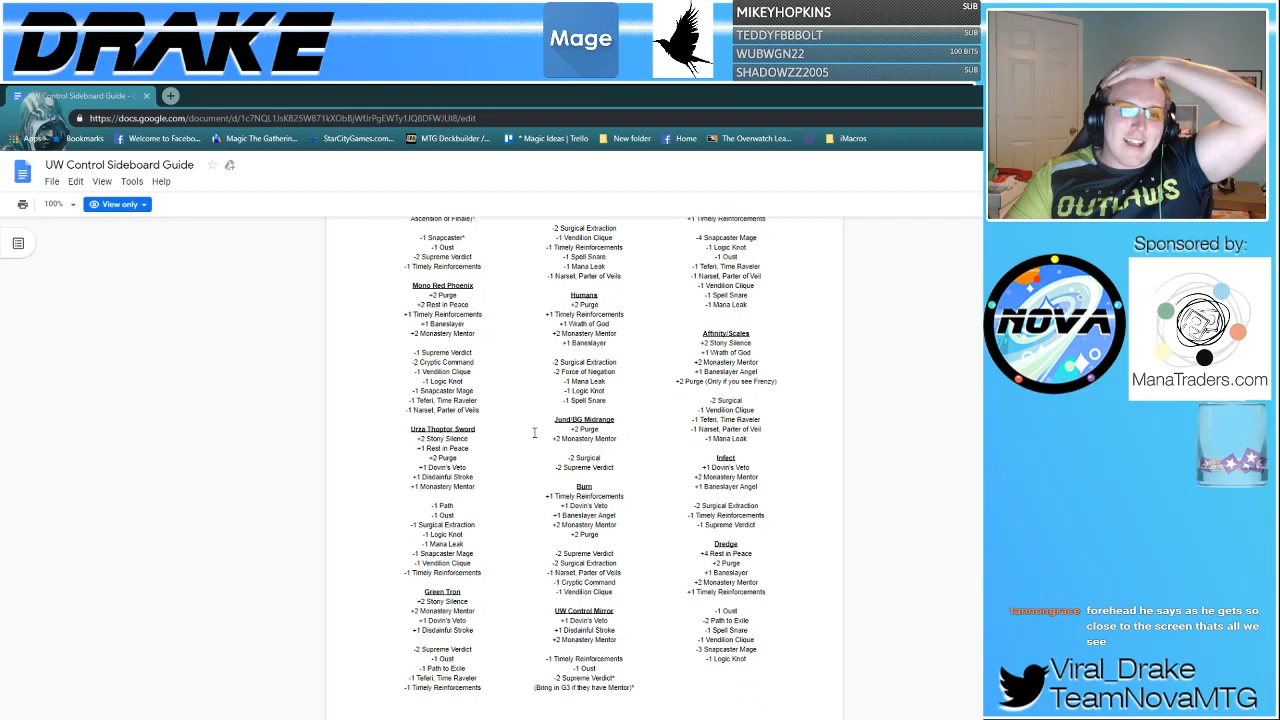 DRAKE
Mage
MIKEYHOPKINS SUB
TEDDYFBBBOLT SUB
WUBWGN22 100 BITS
SHADOWZZ2005 SUB
UW Control Sideboard Guide - 
Apps
Bookmarks
Welcome to Facebo...
Magic The Gatherin...
StarCityGames.com...
MTG Deckbuilder /...
* Magic Ideas | Trello
New folder
Home
The Overwatch Lea...
iMacros
UW Control Sideboard Guide
File Edit View Tools Help
100% View only
Ascension of Finale)*
-1 Snapcaster*
-1 Oust
-2 Supreme Verdict
-1 Timely Reinforcements
Mono Red Phoenix
+2 Purge
+2 Rest in Peace
+1 Timely Reinforcements
+1 Baneslayer
+2 Monastery Mentor
-1 Supreme Verdict
-2 Cryptic Command
-1 Vendilion Clique
-1 Logic Knot
-1 Snapcaster Mage
-1 Teferi, Time Raveler
-1 Narset, Parter of Veils
Urza Thoptor Sword
+2 Stony Silence
+1 Rest in Peace
+2 Purge
+1 Dovin's Veto
+1 Disdainful Stroke
+1 Monastery Mentor
-1 Path
-1 Oust
-1 Surgical Extraction
-1 Logic Knot
-1 Mana Leak
-1 Snapcaster Mage
-1 Vendilion Clique
-1 Timely Reinforcements
Green Tron
+2 Stony Silence
+2 Monastery Mentor
+1 Dovin's Veto
+1 Disdainful Stroke
-2 Supreme Verdict
-1 Oust
-1 Path to Exile
-1 Teferi, Time Raveler
-1 Timely Reinforcements
-2 Surgical Extraction
-1 Vendilion Clique
-1 Timely Reinforcements
-1 Spell Snare
-1 Mana Leak
-1 Narset, Parter of Veils
Humans
+2 Purge
+1 Timely Reinforcements
+1 Wrath of God
+2 Monastery Mentor
+1 Baneslayer
-2 Surgical Extraction
-2 Force of Negation
-1 Mana Leak
-1 Logic Knot
-1 Spell Snare
Jund/BG Midrange
+2 Purge
+2 Monastery Mentor
-2 Surgical
-2 Supreme Verdict
Burn
+1 Timely Reinforcements
+1 Dovin's Veto
+1 Baneslayer Angel
+2 Monastery Mentor
+2 Purge
-2 Supreme Verdict
-2 Surgical Extraction
-1 Narset, Parter of Veils
-1 Cryptic Command
-1 Vendilion Clique
UW Control Mirror
+1 Dovin's Veto
+1 Disdainful Stroke
+2 Monastery Mentor
-1 Timely Reinforcements
-1 Oust
-2 Supreme Verdict*
(Bring in G3 if they have Mentor)*
+1 Timely Reinforcements
-4 Snapcaster Mage
-1 Logic Knot
-1 Oust
-1 Teferi, Time Raveler
-1 Narset, Parter of Veil
-1 Vendilion Clique
-1 Spell Snare
-1 Mana Leak
Affinity/Scales
+2 Stony Silence
+1 Wrath of God
+2 Monastery Mentor
+1 Baneslayer Angel
+2 Purge (Only if you see Frenzy)
-2 Surgical
-1 Vendilion Clique
-1 Teferi, Time Raveler
-1 Narset, Parter of Veil
-1 Mana Leak
Infect
+1 Dovin's Veto
+2 Monastery Mentor
+1 Baneslayer Angel
-2 Surgical Extraction
-1 Timely Reinforcements
-1 Supreme Verdict
Dredge
+4 Rest in Peace
+2 Purge
+1 Baneslayer
+2 Monastery Mentor
+1 Timely Reinforcements
-1 Oust
-2 Path to Exile
-1 Spell Snare
-1 Vendilion Clique
-3 Snapcaster Mage
-1 Logic Knot
OUTLAWS
Sponsored by:
NOVA
ManaTraders.com
tannongrace forehead he says as he gets so
close to the screen thats all we
see
Viral_Drake
TeamNovaMTG